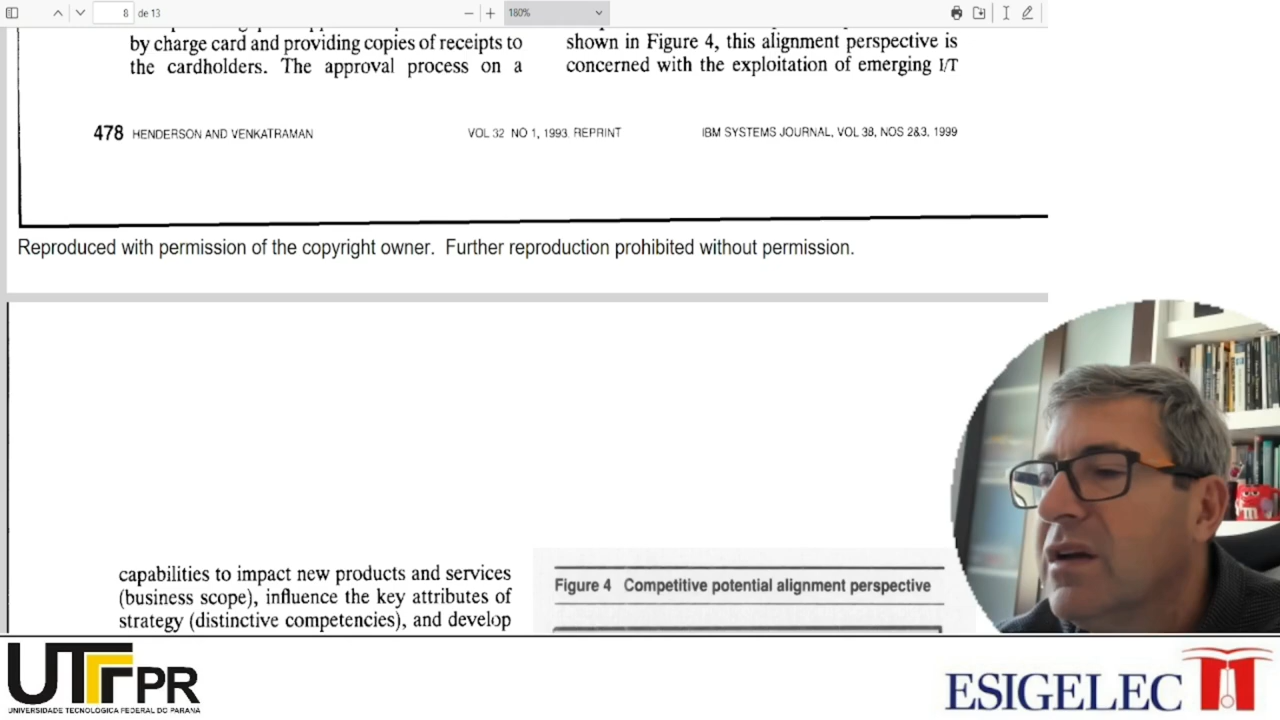 8 de 13
180%
by charge card and providing copies of receipts to
the cardholders. The approval process on a
shown in Figure 4, this alignment perspective is
concerned with the exploitation of emerging I/T
478 HENDERSON AND VENKATRAMAN
VOL 32 NO 1, 1993. REPRINT
IBM SYSTEMS JOURNAL, VOL 38, NOS 2&3, 1999
Reproduced with permission of the copyright owner. Further reproduction prohibited without permission.
capabilities to impact new products and services
(business scope), influence the key attributes of
strategy (distinctive competencies), and develop
Figure 4 Competitive potential alignment perspective
UTFPR
UNIVERSIDADE TECNOLÓGICA FEDERAL DO PARANÁ
ESIGELEC